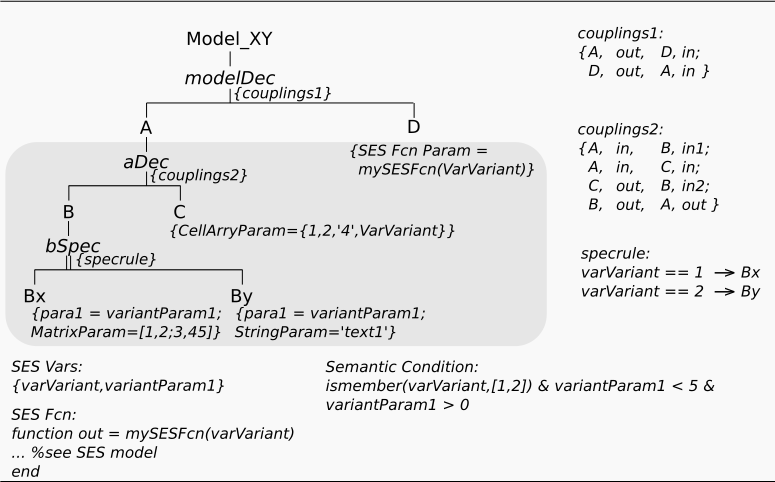 Model_XY
modelDec
{couplings1}
A
D
{SES Fcn Param =
mySESFcn(VarVariant)}
aDec
{couplings2}
B
C
{CellArryParam={1,2,'4',VarVariant}}
bSpec
{specrule}
Bx
{para1 = variantParam1;
MatrixParam=[1,2;3,45]}
By
{para1 = variantParam1;
StringParam='text1'}
couplings1:
{A, out, D, in;
D, out, A, in }
couplings2:
{A, in, B, in1;
A, in, C, in;
C, out, B, in2;
B, out, A, out }
specrule:
varVariant == 1 → Bx
varVariant == 2 → By
SES Vars:
{varVariant,variantParam1}
SES Fcn:
function out = mySESFcn(varVariant)
... %see SES model
end
Semantic Condition:
ismember(varVariant,[1,2]) & variantParam1 < 5 &
variantParam1 > 0